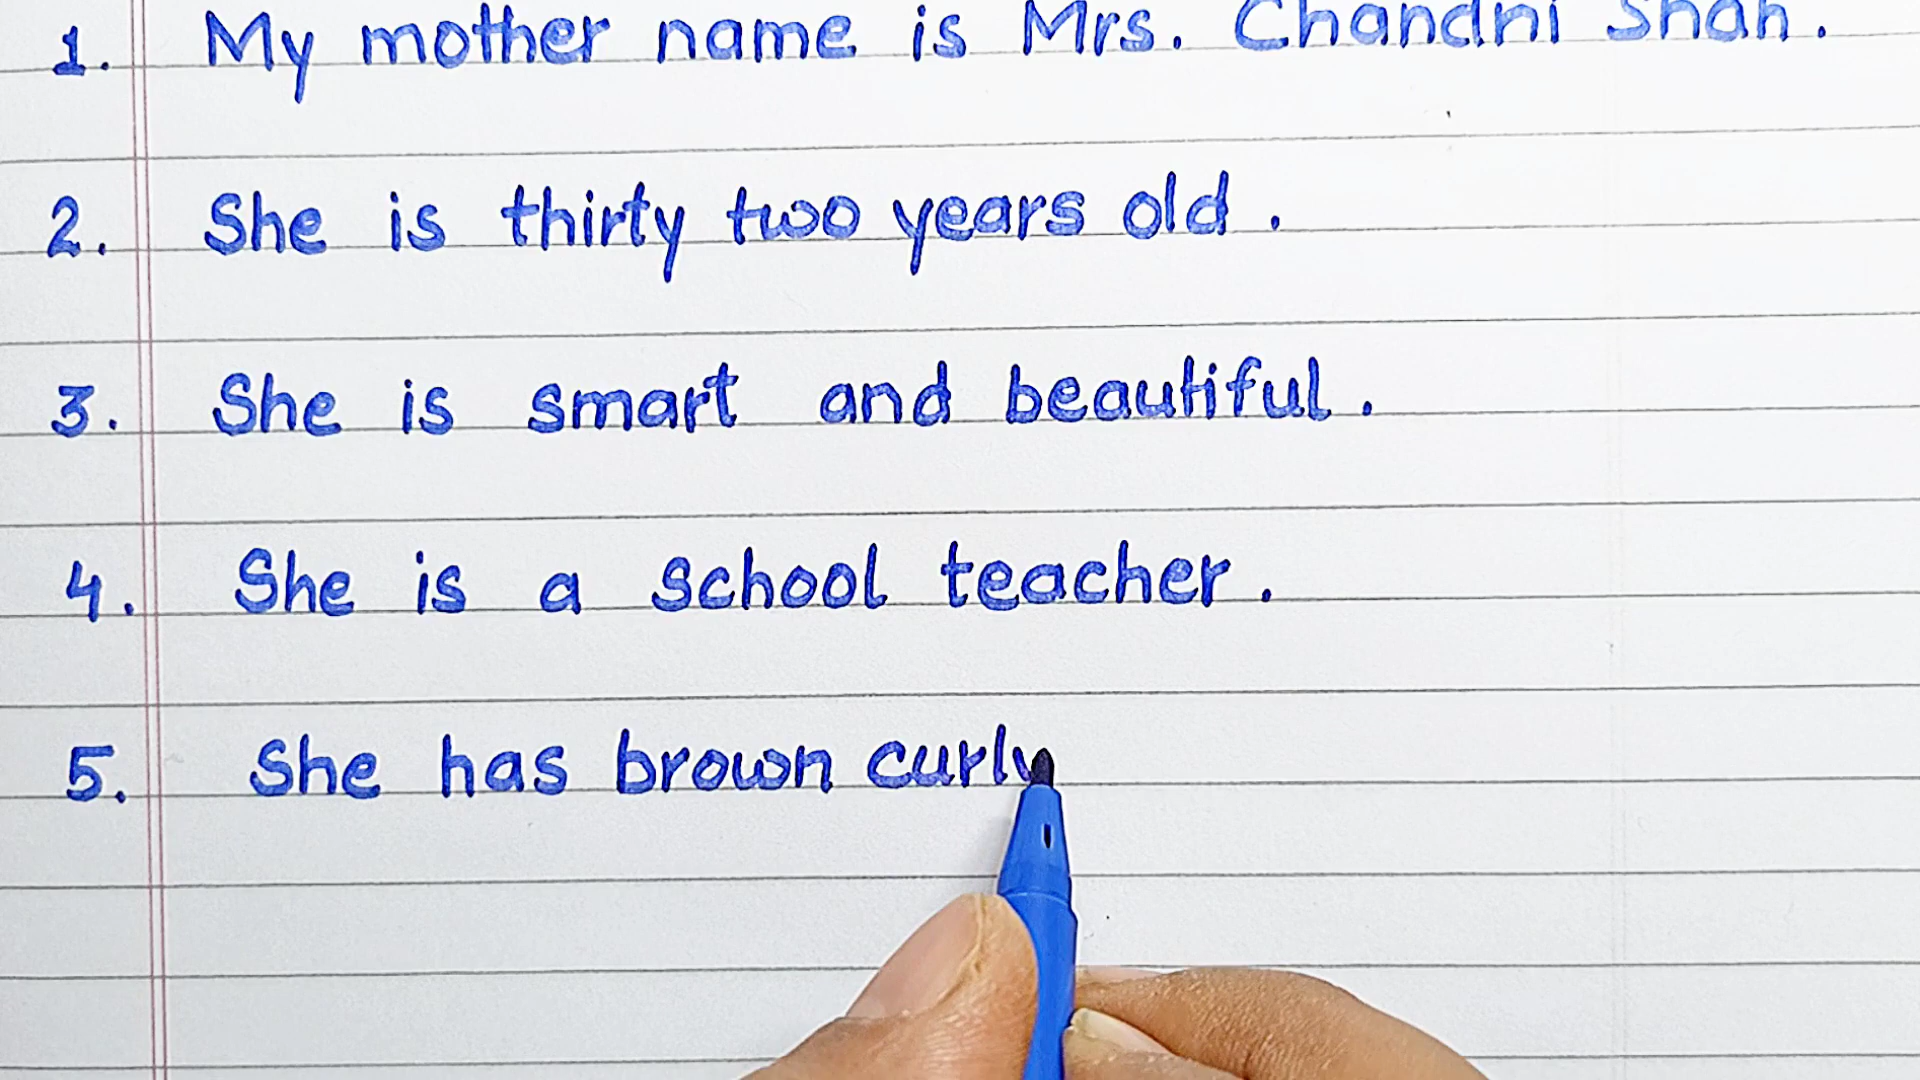 1. My mother name is Mrs. Chandni Shah.
2. She is thirty two years old.
3. She is smart and beautiful.
4. She is a school teacher.
5. She has brown curly